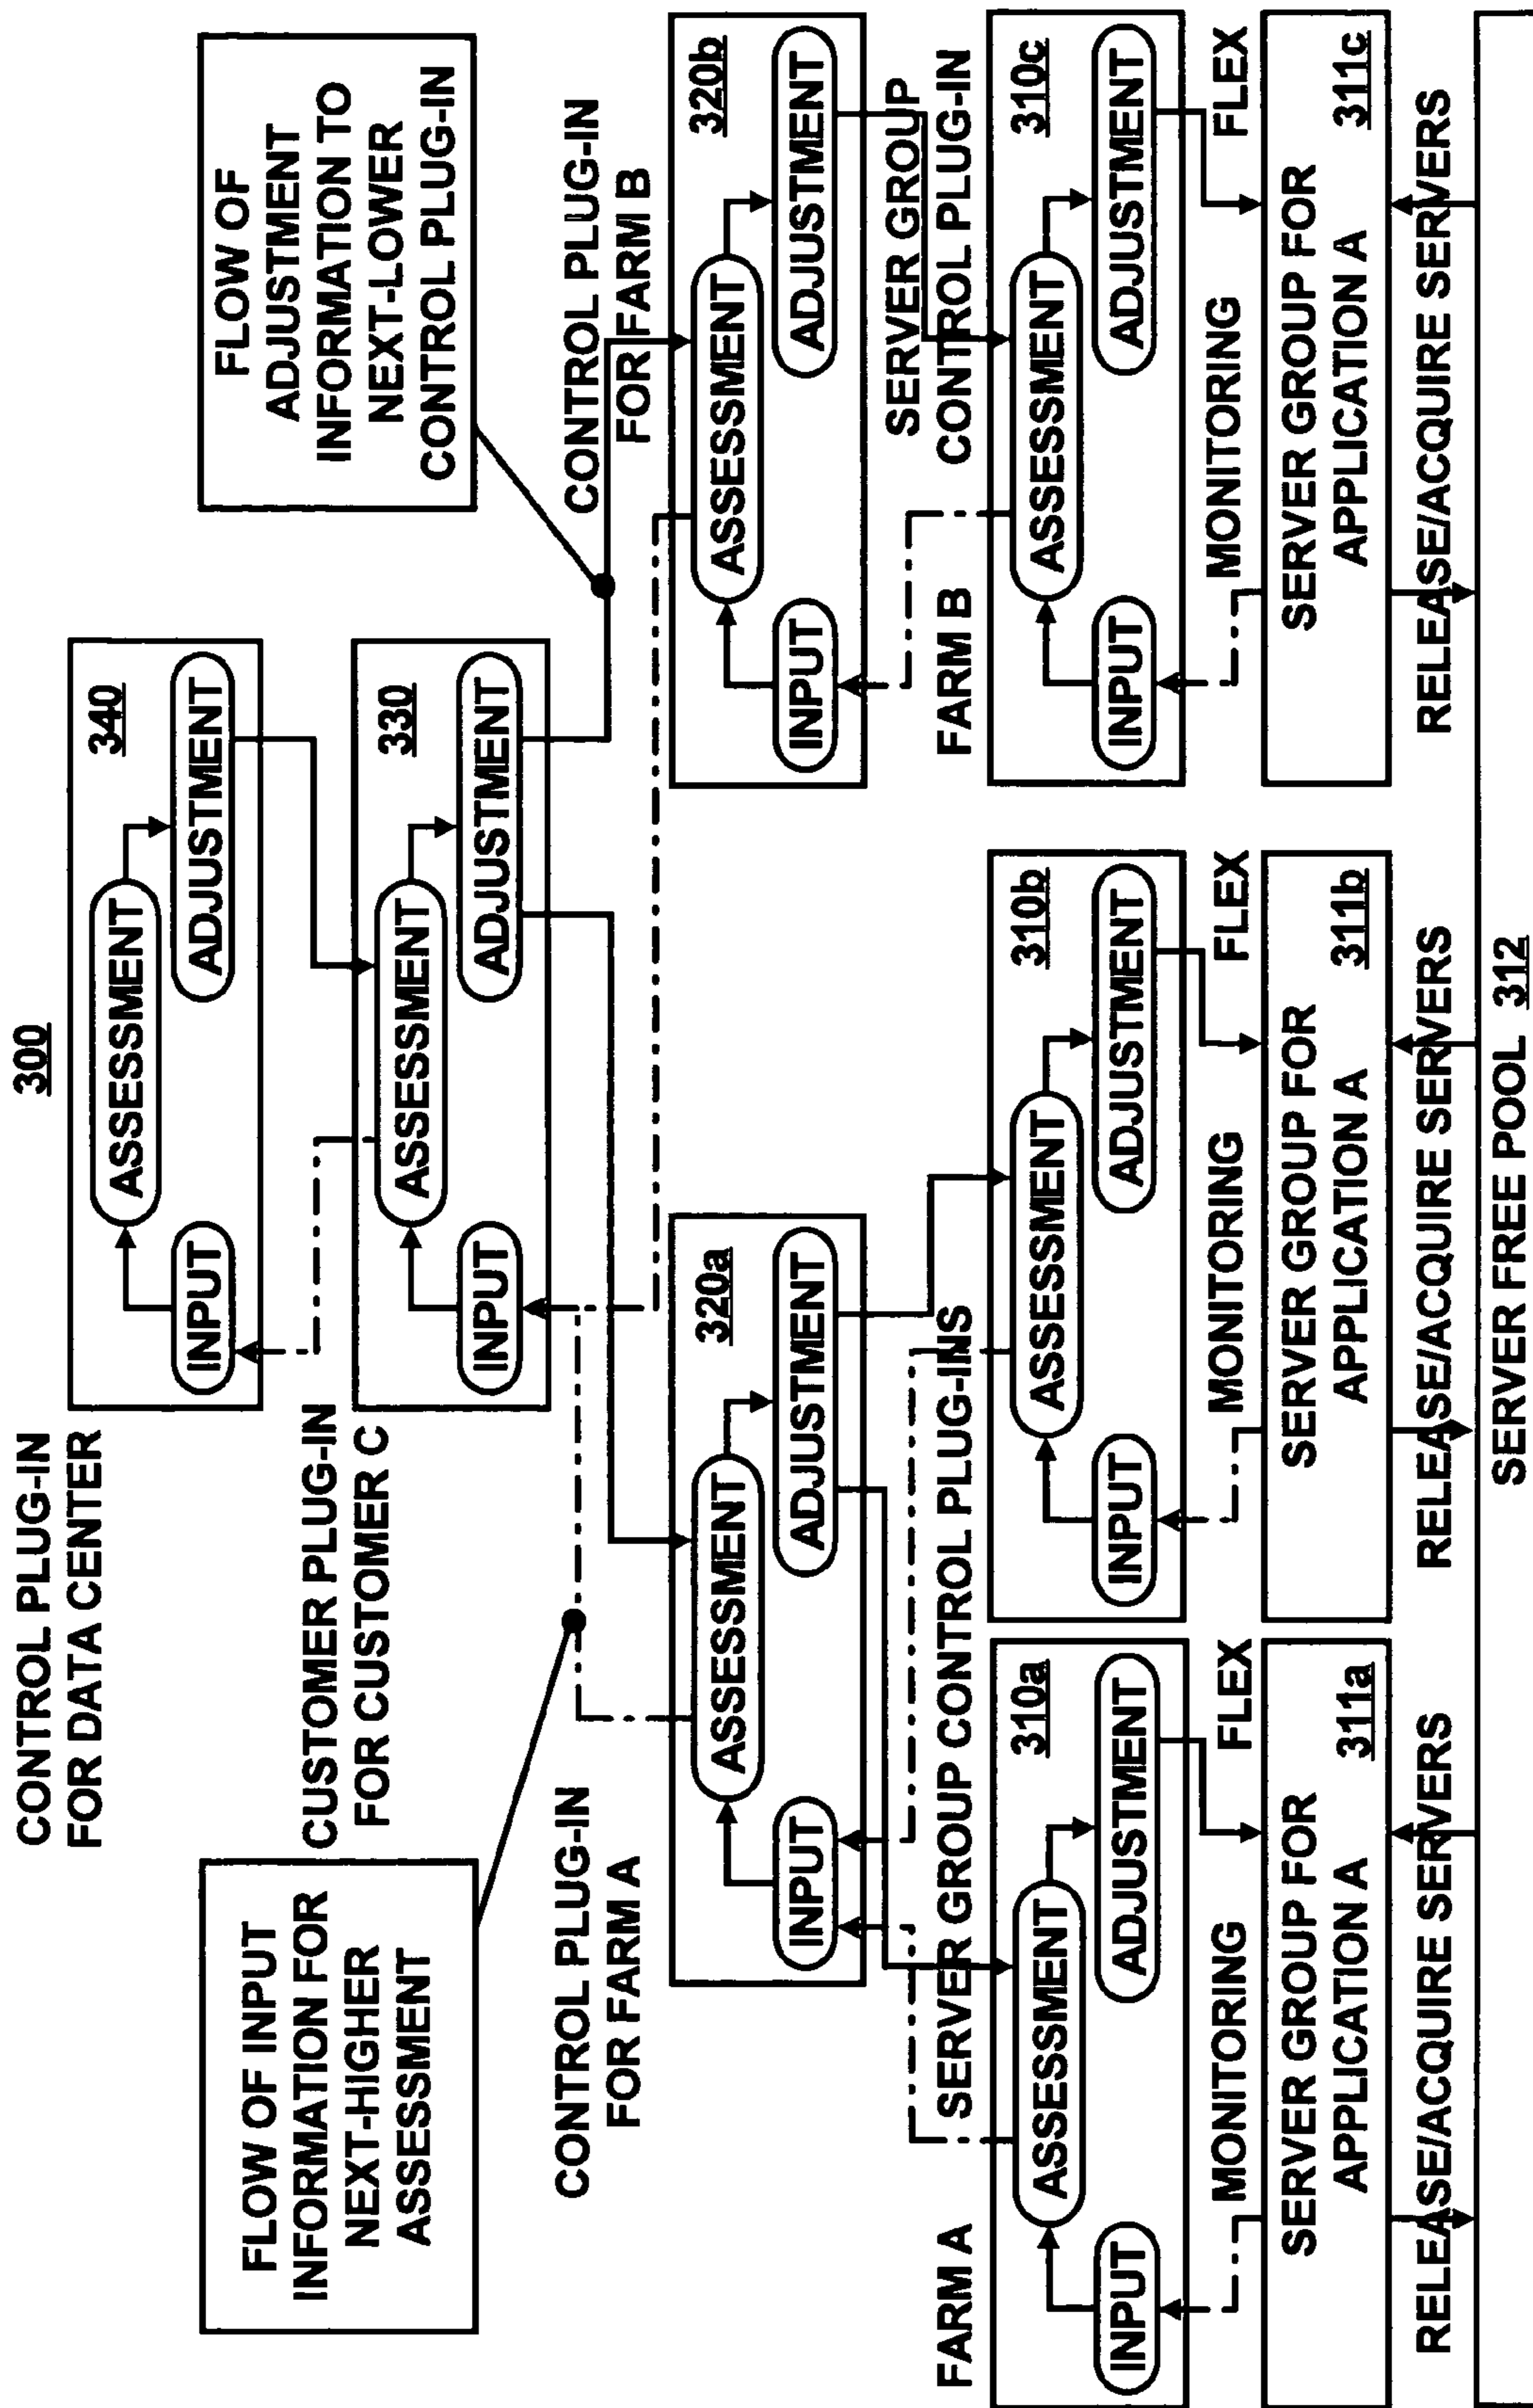 300
CONTROL PLUG-IN
FOR DATA CENTER
340
INPUT
ASSESSMENT
ADJUSTMENT
FLOW OF INPUT
INFORMATION FOR
NEXT-HIGHER
ASSESSMENT
CUSTOMER PLUG-IN
FOR CUSTOMER C
330
INPUT
ASSESSMENT
ADJUSTMENT
FLOW OF
ADJUSTMENT
INFORMATION TO
NEXT-LOWER
CONTROL PLUG-IN
CONTROL PLUG-IN
FOR FARM A
320a
INPUT
ASSESSMENT
ADJUSTMENT
CONTROL PLUG-IN
FOR FARM B
320b
INPUT
ASSESSMENT
ADJUSTMENT
FARM A
SERVER GROUP CONTROL PLUG-INS
FARM B
SERVER GROUP
CONTROL PLUG-IN
310a
INPUT
ASSESSMENT
ADJUSTMENT
310b
INPUT
ASSESSMENT
ADJUSTMENT
310c
INPUT
ASSESSMENT
ADJUSTMENT
MONITORING
FLEX
MONITORING
FLEX
MONITORING
FLEX
SERVER GROUP FOR
APPLICATION A
311a
SERVER GROUP FOR
APPLICATION A
311b
SERVER GROUP FOR
APPLICATION A
311c
RELEASE/ACQUIRE SERVERS
RELEASE/ACQUIRE SERVERS
RELEASE/ACQUIRE SERVERS
SERVER FREE POOL 312